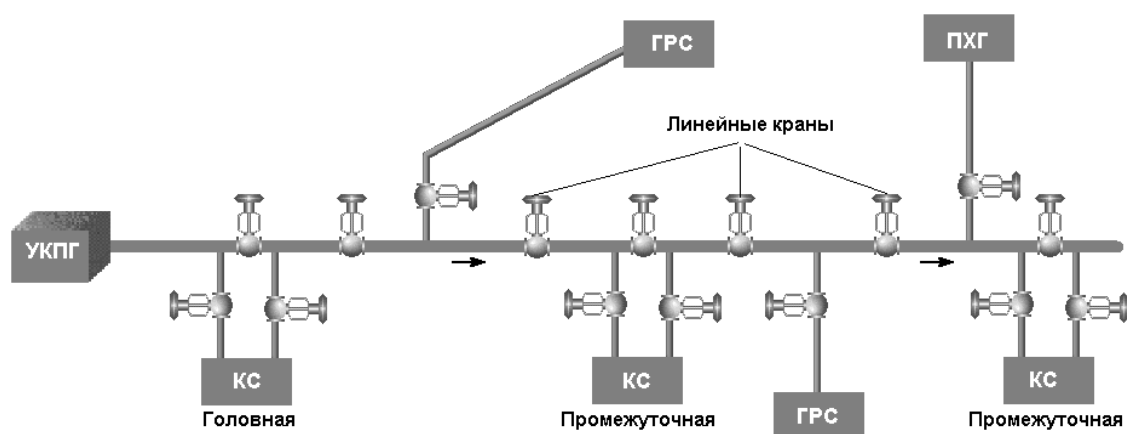 ГРС
ПХГ
Линейные краны
УКПГ
КС
КС
КС
Головная
Промежуточная
ГРС
Промежуточная